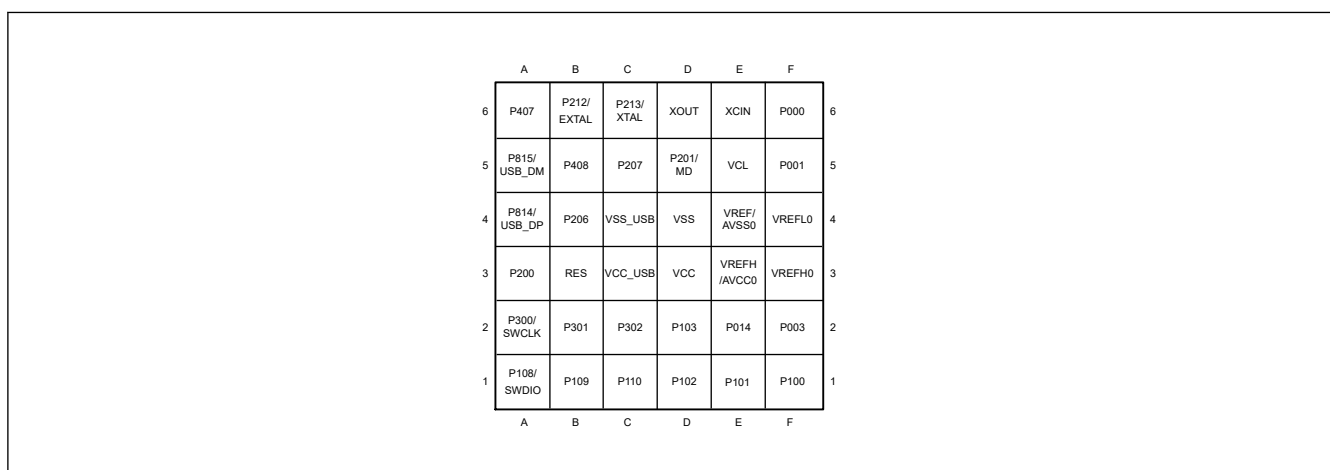 A B C D E F
6 P407 P212/ EXTAL P213/ XTAL XOUT XCIN P000 6
5 P815/ USB_DM P408 P207 P201/ MD VCL P001 5
4 P814/ USB_DP P206 VSS_USB VSS VREF/ AVSS0 VREFL0 4
3 P200 RES VCC_USB VCC VREFH /AVCC0 VREFH0 3
2 P300/ SWCLK P301 P302 P103 P014 P003 2
1 P108/ SWDIO P109 P110 P102 P101 P100 1
A B C D E F